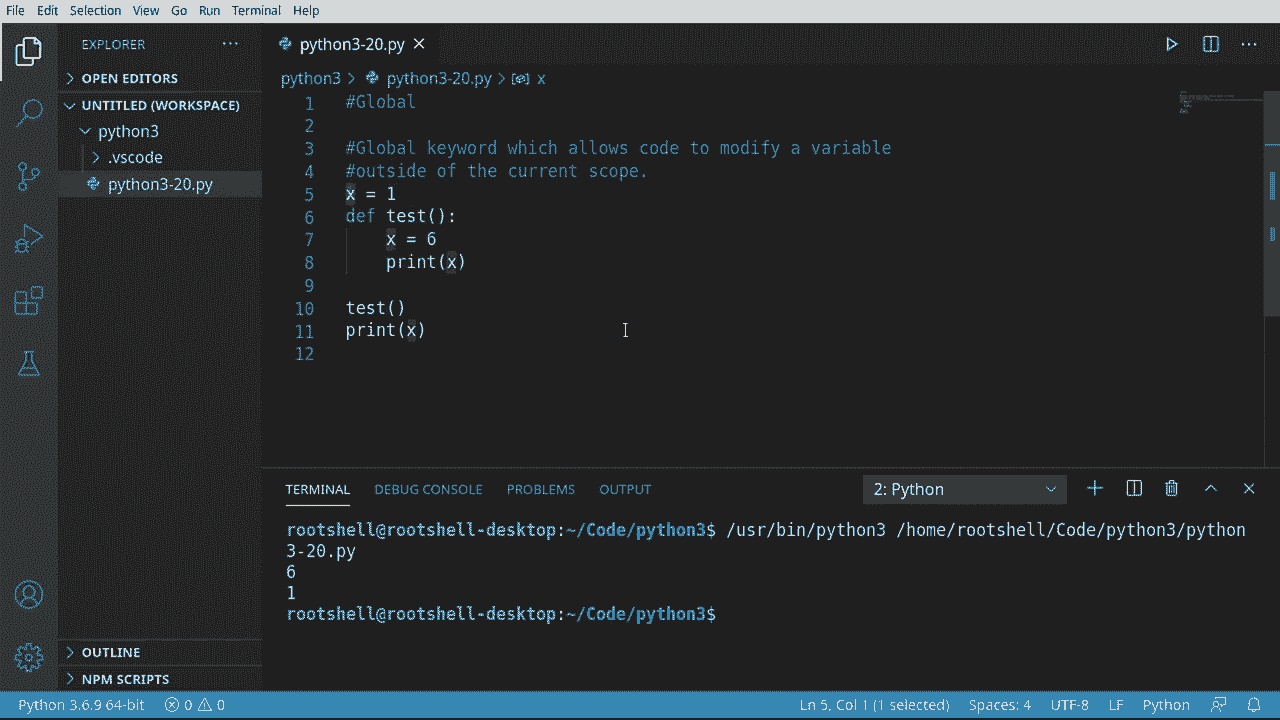 File Edit Selection View Go Run Terminal Help
EXPLORER
OPEN EDITORS
UNTITLED (WORKSPACE)
python3
.vscode
python3-20.py
OUTLINE
NPM SCRIPTS
python3-20.py
python3 > python3-20.py > x
1 #Global
2
3 #Global keyword which allows code to modify a variable
4 #outside of the current scope.
5 x = 1
6 def test():
7     x = 6
8     print(x)
9
10 test()
11 print(x)
12
TERMINAL DEBUG CONSOLE PROBLEMS OUTPUT 2: Python
rootshell@rootshell-desktop:~/Code/python3$ /usr/bin/python3 /home/rootshell/Code/python3/python
3-20.py
6
1
rootshell@rootshell-desktop:~/Code/python3$
Python 3.6.9 64-bit 0 0 Ln 5, Col 1 (1 selected) Spaces: 4 UTF-8 LF Python